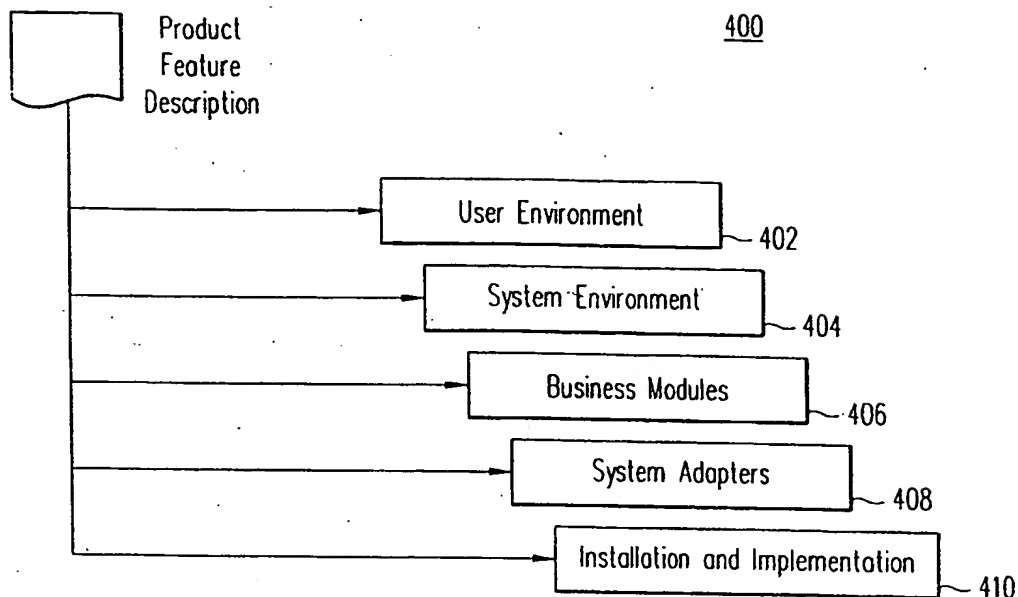 Product
Feature
Description
400
User Environment
402
System Environment
404
Business Modules
406
System Adapters
408
Installation and Implementation
410